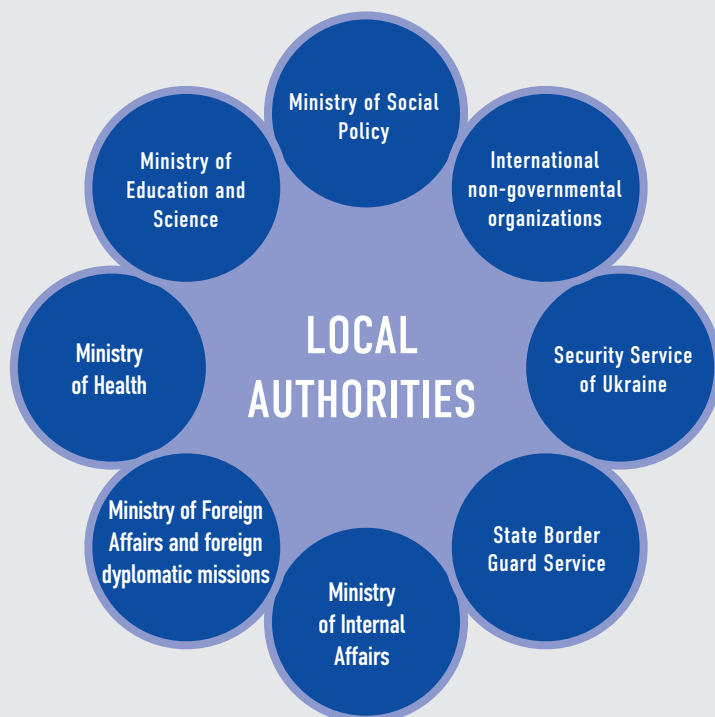 Ministry of Social
Policy
Ministry of
Education and
Science
International
non-governmental
organizations
LOCAL
AUTHORITIES
Ministry
of Health
Security Service
of Ukraine
Ministry of Foreign
Affairs and foreign
dyplomatic missions
State Border
Guard Service
Ministry
of Internal
Affairs